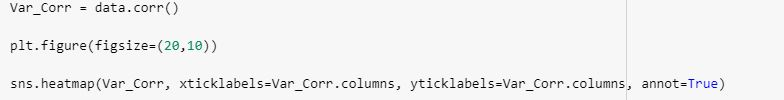 Var_Corr = data.corr()
plt.figure(figsize=(20,10))
sns.heatmap(Var_Corr, xticklabels=Var_Corr.columns, yticklabels=Var_Corr.columns, annot=True)